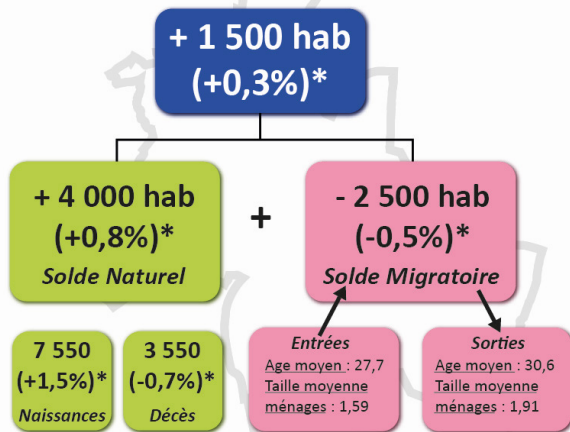 + 1 500 hab
(+0,3%)*
+ 4 000 hab
(+0,8%)*
Solde Naturel
+
- 2 500 hab
(-0,5%)*
Solde Migratoire
7 550
(+1,5%)*
Naissances
3 550
(-0,7%)*
Décès
Entrées
Age moyen : 27,7
Taille moyenne
ménages : 1,59
Sorties
Age moyen : 30,6
Taille moyenne
ménages : 1,91